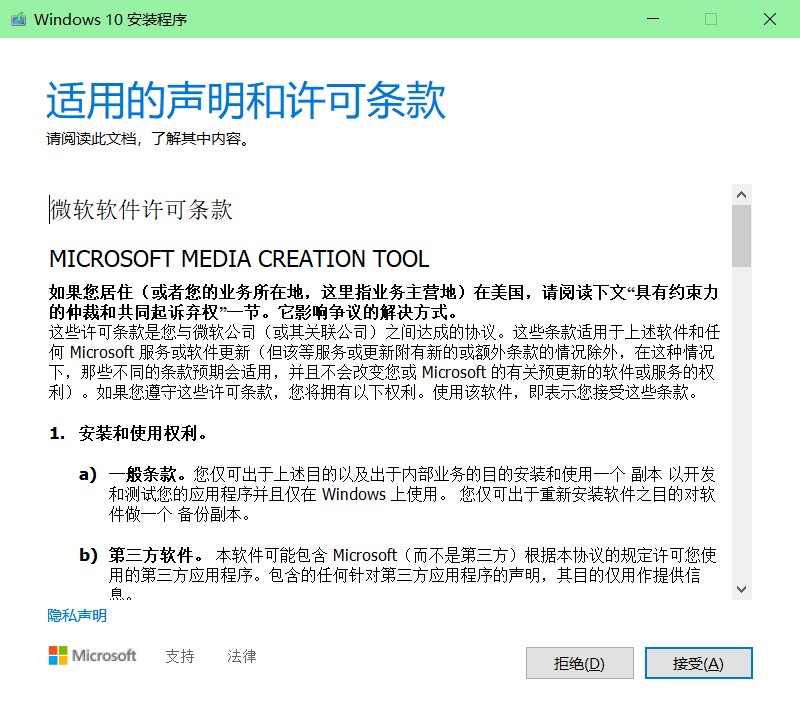 Windows 10 安装程序
适用的声明和许可条款
请阅读此文档，了解其中内容。
微软软件许可条款
MICROSOFT MEDIA CREATION TOOL
如果您居住（或者您的业务所在地，这里指业务主营地）在美国，请阅读下文“具有约束力
的仲裁和共同起诉弃权”一节。它影响争议的解决方式。
这些许可条款是您与微软公司（或其关联公司）之间达成的协议。这些条款适用于上述软件和任
何 Microsoft 服务或软件更新（但该等服务或更新附有新的或额外条款的情况除外，在这种情况
下，那些不同的条款预期会适用，并且不会改变您或 Microsoft 的有关预更新的软件或服务的权
利）。如果您遵守这些许可条款，您将拥有以下权利。使用该软件，即表示您接受这些条款。
1. 安装和使用权利。
a) 一般条款。您仅可出于上述目的以及出于内部业务的目的安装和使用一个 副本 以开发
和测试您的应用程序并且仅在 Windows 上使用。 您仅可出于重新安装软件之目的对软
件做一个 备份副本。
b) 第三方软件。 本软件可能包含 Microsoft（而不是第三方）根据本协议的规定许可您使
用的第三方应用程序。包含的任何针对第三方应用程序的声明，其目的仅用作提供信
息。
隐私声明
Microsoft 支持 法律
拒绝(D) 接受(A)